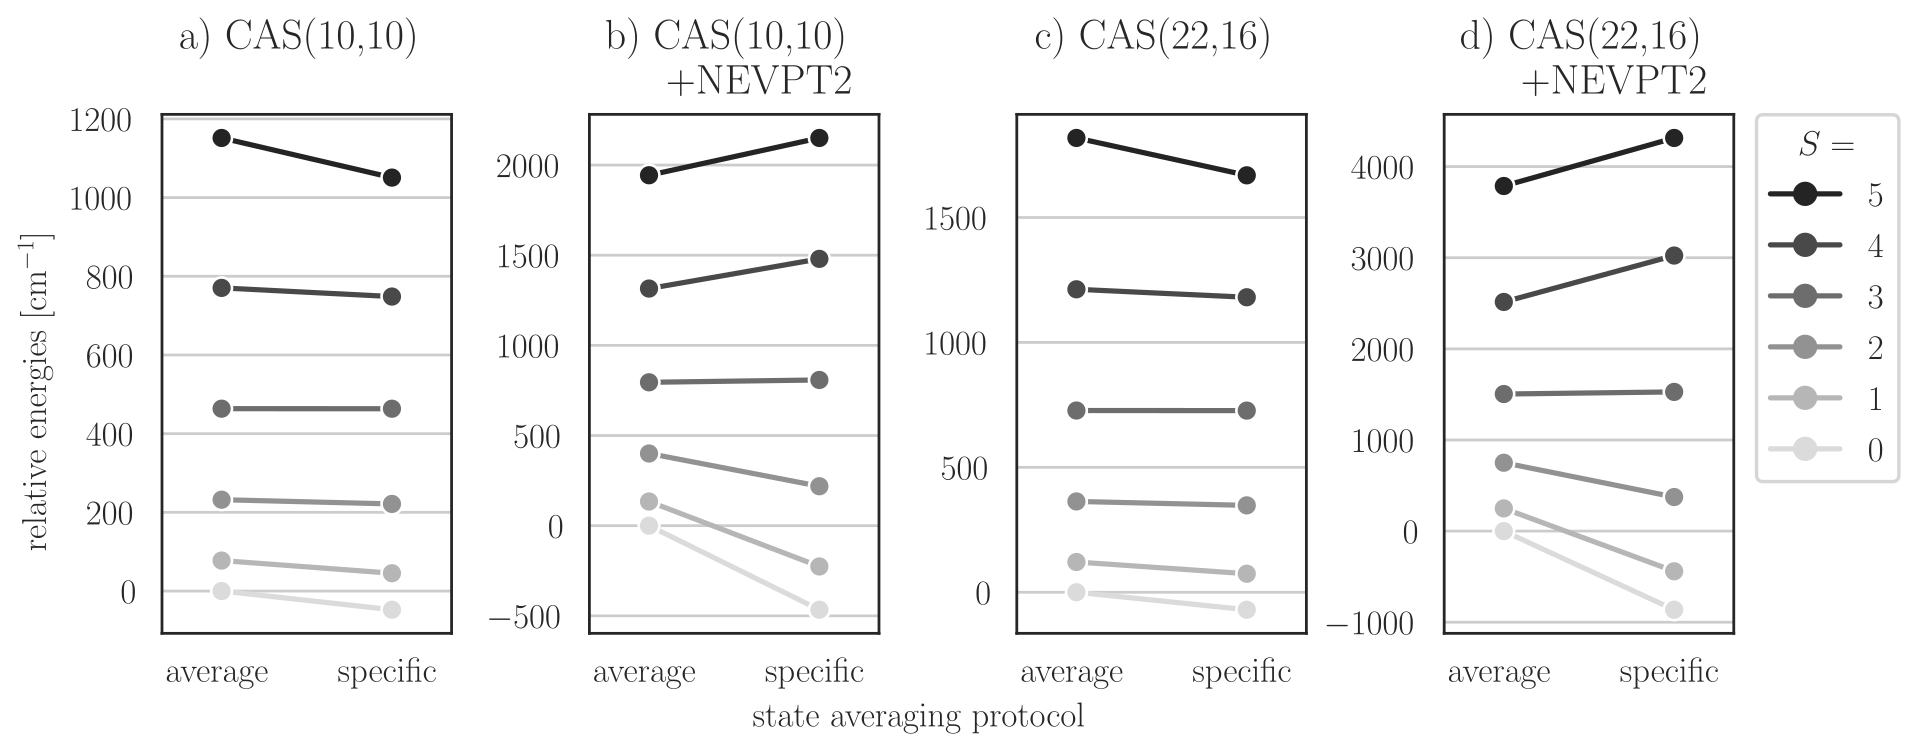 a) CAS(10,10)
b) CAS(10,10)
+NEVPT2
c) CAS(22,16)
d) CAS(22,16)
+NEVPT2
relative energies [cm⁻¹]
1200
1000
800
600
400
200
0
average specific
2000
1500
1000
500
0
−500
average specific
1500
1000
500
0
average specific
4000
3000
2000
1000
0
−1000
average specific
state averaging protocol
S =
5
4
3
2
1
0